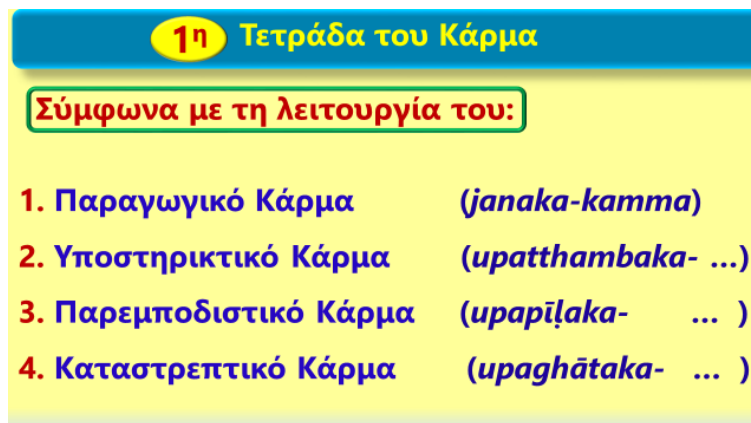 1η Τετράδα του Κάρμα
Σύμφωνα με τη λειτουργία του:
1. Παραγωγικό Κάρμα (janaka-kamma)
2. Υποστηρικτικό Κάρμα (upatthambaka- ...)
3. Παρεμποδιστικό Κάρμα (upapīḷaka- ... )
4. Καταστρεπτικό Κάρμα (upaghātaka- ... )